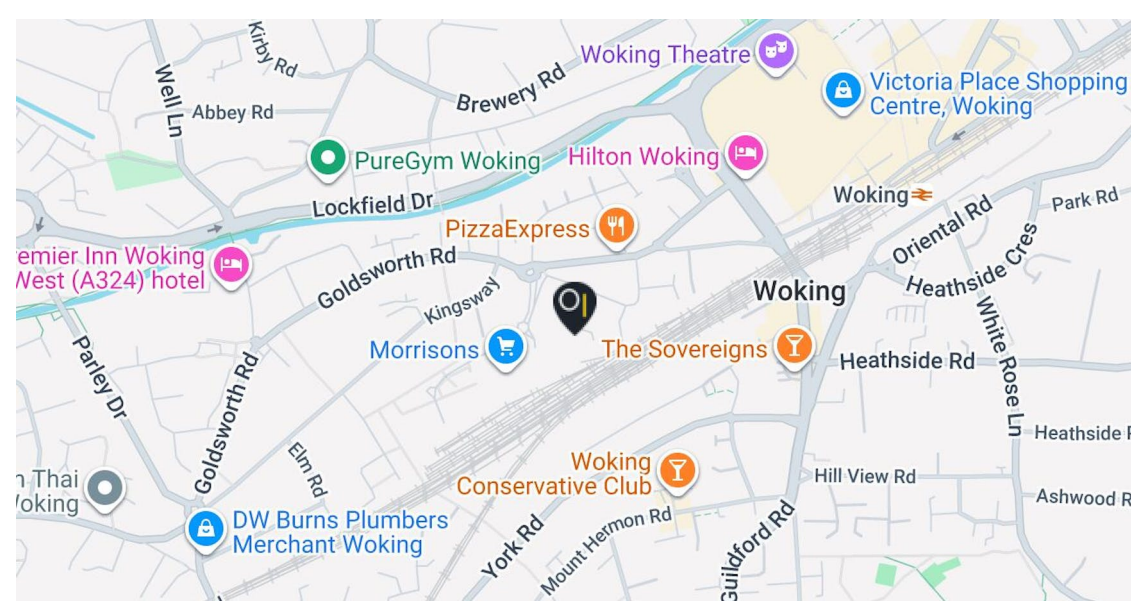 Kirby Rd
Woking Theatre
Victoria Place Shopping
Centre, Woking
Well Ln
Brewery Rd
Abbey Rd
PureGym Woking
Hilton Woking
Lockfield Dr
Woking
Park Rd
PizzaExpress
Oriental Rd
emier Inn Woking
West (A324) hotel
Goldsworth Rd
Heathside Cres
Kingsway
Woking
White Rose Ln
Morrisons
The Sovereigns
Heathside Rd
Parley Dr
Goldsworth Rd
Heathside R
Elm Rd
Woking
Conservative Club
Hill View Rd
n Thai
Woking
Ashwood R
DW Burns Plumbers
Merchant Woking
York Rd
Mount Hermon Rd
Guildford Rd